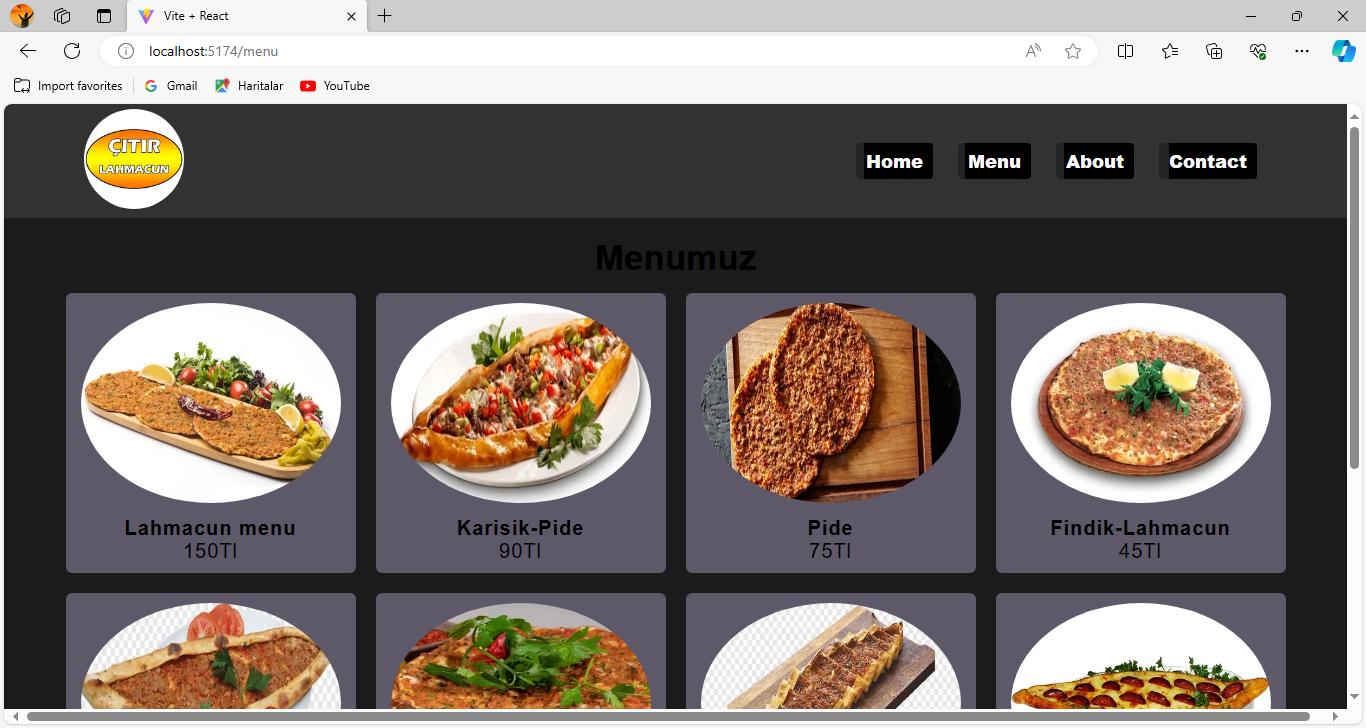 Vite + React
localhost:5174/menu
Import favorites
Gmail
Haritalar
YouTube
ÇITIR
LAHMACUN
Home
Menu
About
Contact
Menumuz
Lahmacun menu
150Tl
Karisik-Pide
90Tl
Pide
75Tl
Findik-Lahmacun
45Tl